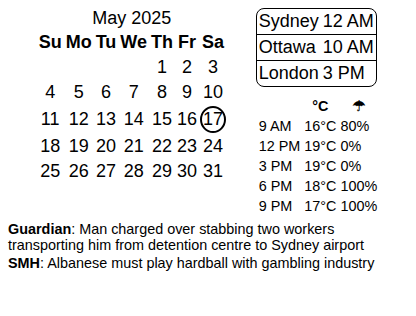 May 2025
Su Mo Tu We Th Fr Sa
1 2 3
4 5 6 7 8 9 10
11 12 13 14 15 16 17
18 19 20 21 22 23 24
25 26 27 28 29 30 31
Sydney 12 AM
Ottawa 10 AM
London 3 PM
°C ☂
9 AM 16°C 80%
12 PM 19°C 0%
3 PM 19°C 0%
6 PM 18°C 100%
9 PM 17°C 100%
Guardian: Man charged over stabbing two workers
transporting him from detention centre to Sydney airport
SMH: Albanese must play hardball with gambling industry